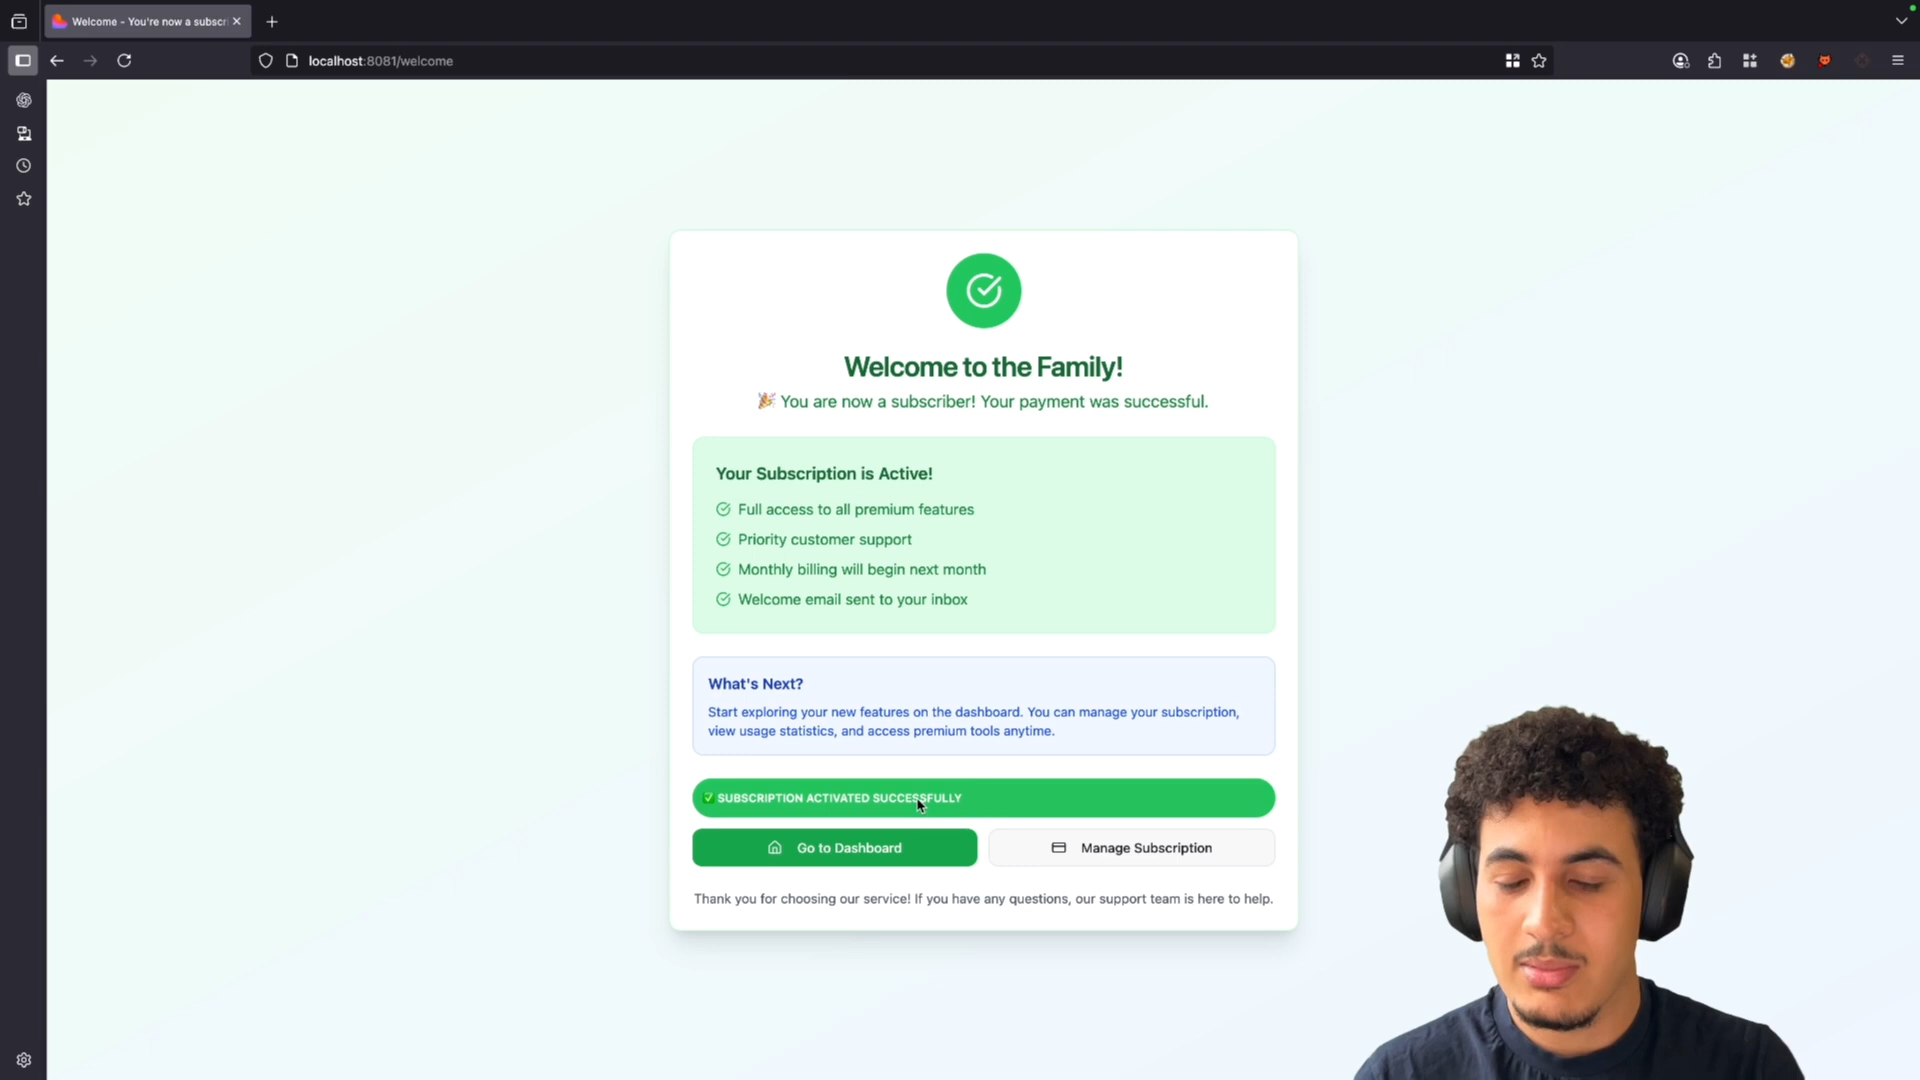 Welcome - You're now a subscri
localhost:8081/welcome
Welcome to the Family!
🎉 You are now a subscriber! Your payment was successful.
Your Subscription is Active!
Full access to all premium features
Priority customer support
Monthly billing will begin next month
Welcome email sent to your inbox
What's Next?
Start exploring your new features on the dashboard. You can manage your subscription,
view usage statistics, and access premium tools anytime.
✅ SUBSCRIPTION ACTIVATED SUCCESSFULLY
Go to Dashboard
Manage Subscription
Thank you for choosing our service! If you have any questions, our support team is here to help.